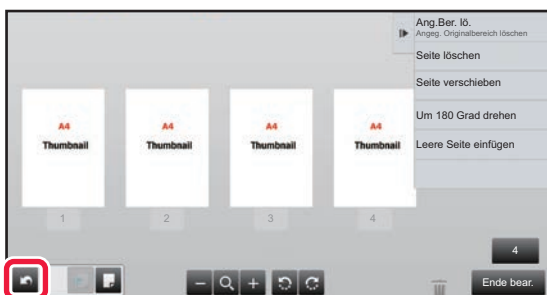 Ang.Ber. lö.
Angeg. Originalbereich löschen
Seite löschen
Seite verschieben
Um 180 Grad drehen
Leere Seite einfügen
A4
Thumbnail
A4
Thumbnail
A4
Thumbnail
A4
Thumbnail
1
2
3
4
4
Ende bear.